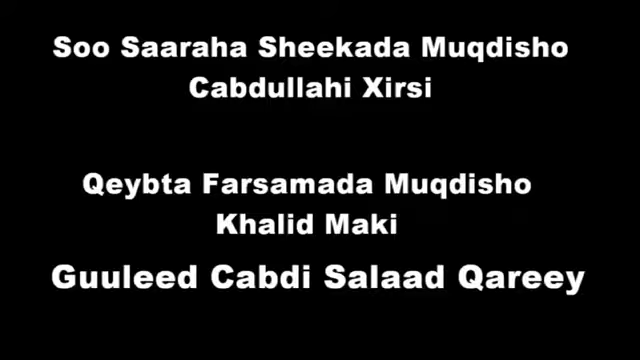 Soo Saaraha Sheekada Muqdisho
Cabdullahi Xirsi
Qeybta Farsamada Muqdisho
Khalid Maki
Guuleed Cabdi Salaad Qareey